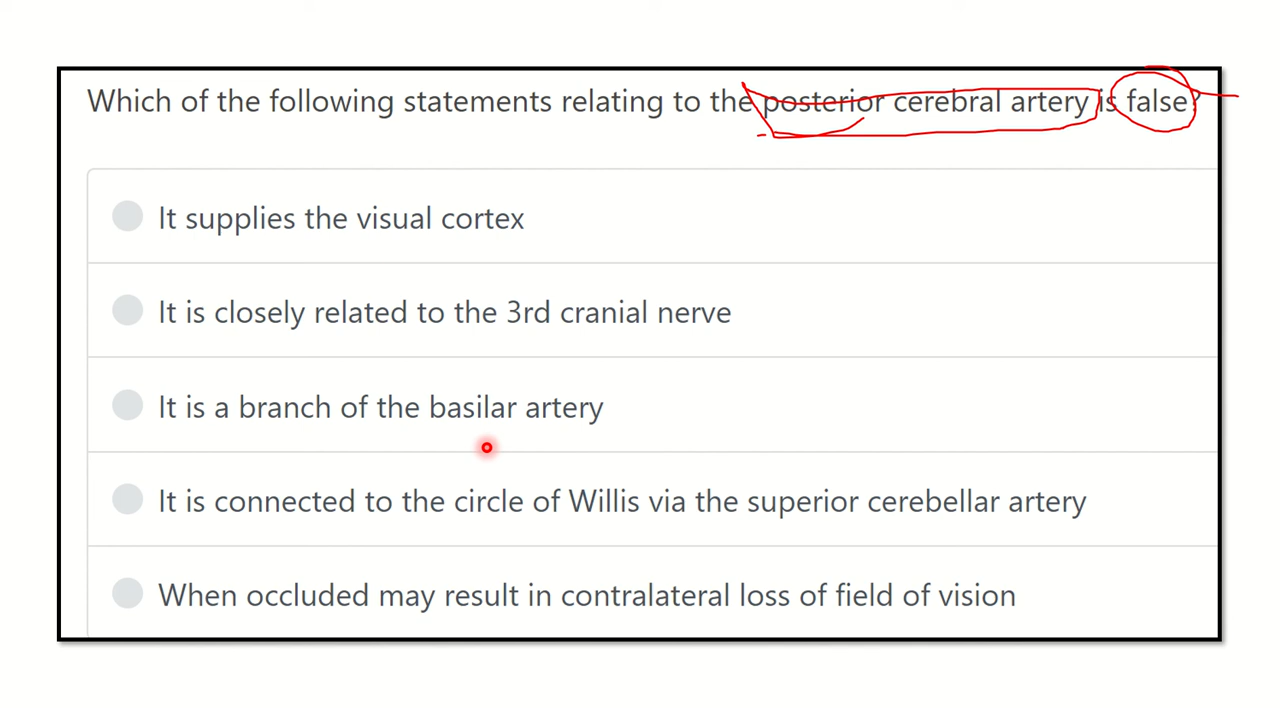 Which of the following statements relating to the posterior cerebral artery is false?
It supplies the visual cortex
It is closely related to the 3rd cranial nerve
It is a branch of the basilar artery
It is connected to the circle of Willis via the superior cerebellar artery
When occluded may result in contralateral loss of field of vision